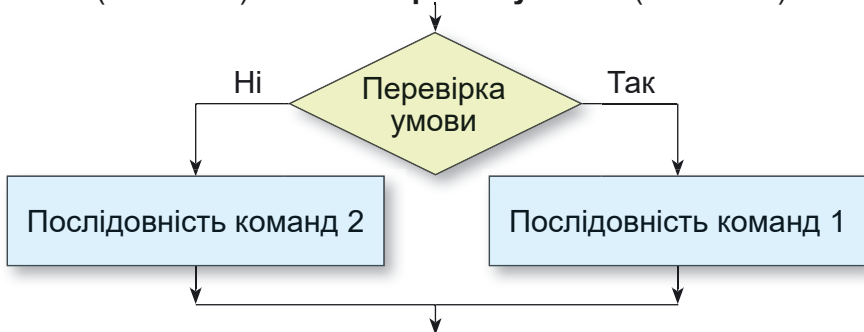 Ні
Так
Перевірка
умови
Послідовність команд 2
Послідовність команд 1